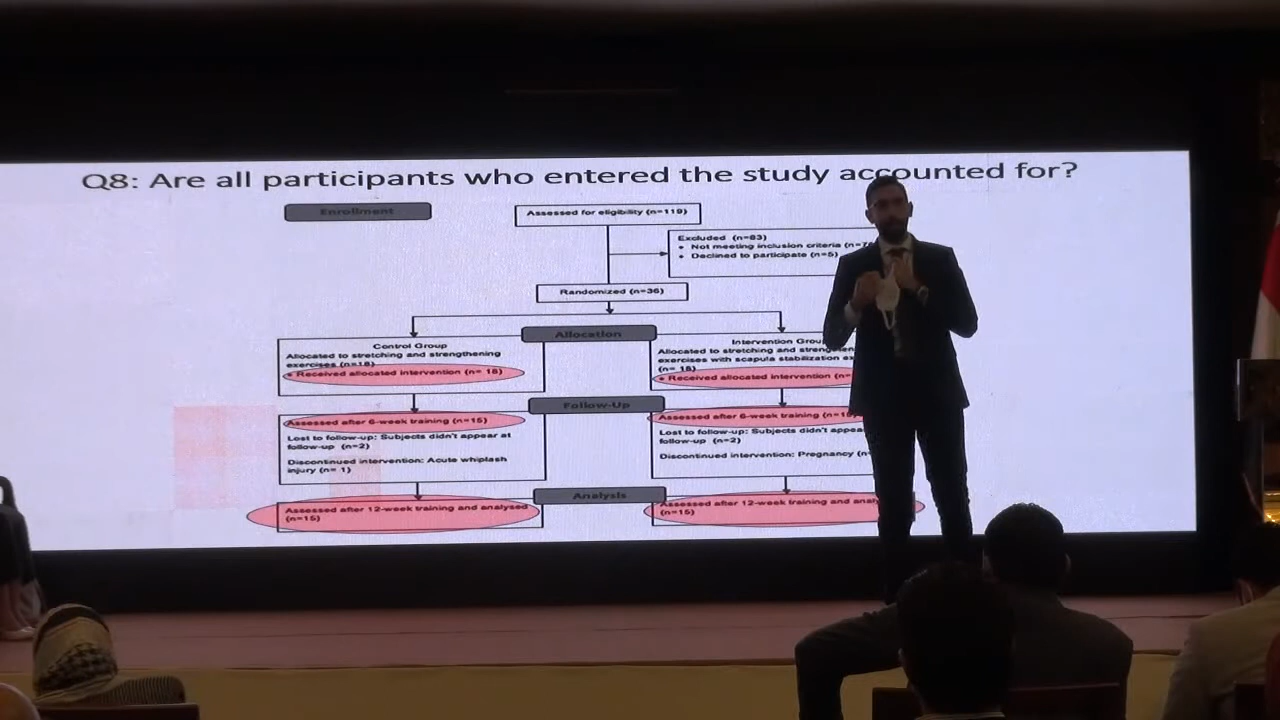 Q8: Are all participants who entered the study accounted for?
Enrollment
Assessed for eligibility (n=119)
Excluded (n=83)
• Not meeting inclusion criteria (n=7
• Declined to participate (n=5)
Randomized (n=36)
Allocation
Control Group
Allocated to stretching and strengthening
exercises (n=18)
• Received allocated intervention (n= 18)
Intervention Group
Allocated to stretching and
exercises with scapula stabilization
(n= 18)
• Received allocated intervention (n=
Follow-Up
Assessed after 6-week training (n=15)
Lost to follow-up: Subjects didn't appear at
follow-up (n=2)
Discontinued intervention: Acute whiplash
injury (n= 1)
Assessed after 6-week training
Lost to follow-up: Subjects didn't
follow-up (n=2)
Discontinued intervention: Pregnancy
Analysis
Assessed after 12-week training and analysed
(n=15)
Assessed after 12-week training and
(n=15)